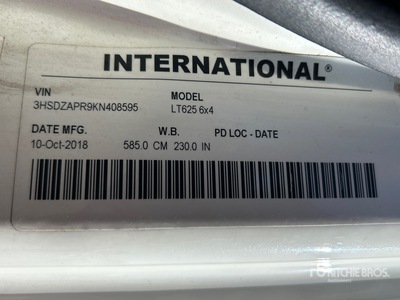 INTERNATIONAL®
VIN MODEL
3HSDZAPR9KN408595 LT625 6x4
DATE MFG. W.B. PD LOC - DATE
10-Oct-2018 585.0 CM 230.0 IN
RITCHIE BROS.